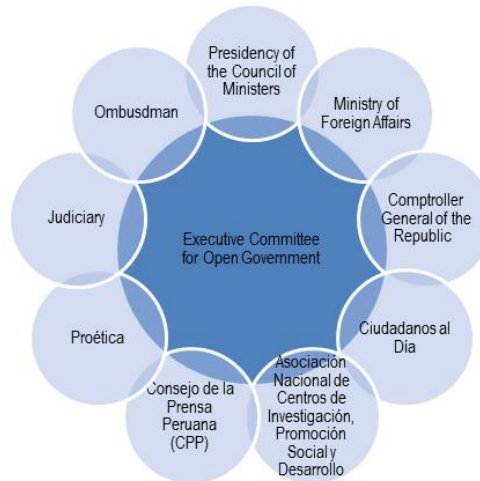 Presidency of
the Council of
Ministers
Ministry of
Foreign Affairs
Comptroller
General of the
Republic
Ciudadanos al
Día
Asociación
Nacional de
Centros de
Investigación,
Promoción
Social y
Desarrollo
Consejo de la
Prensa
Peruana
(CPP)
Proética
Judiciary
Ombusdman
Executive Committee
for Open Government